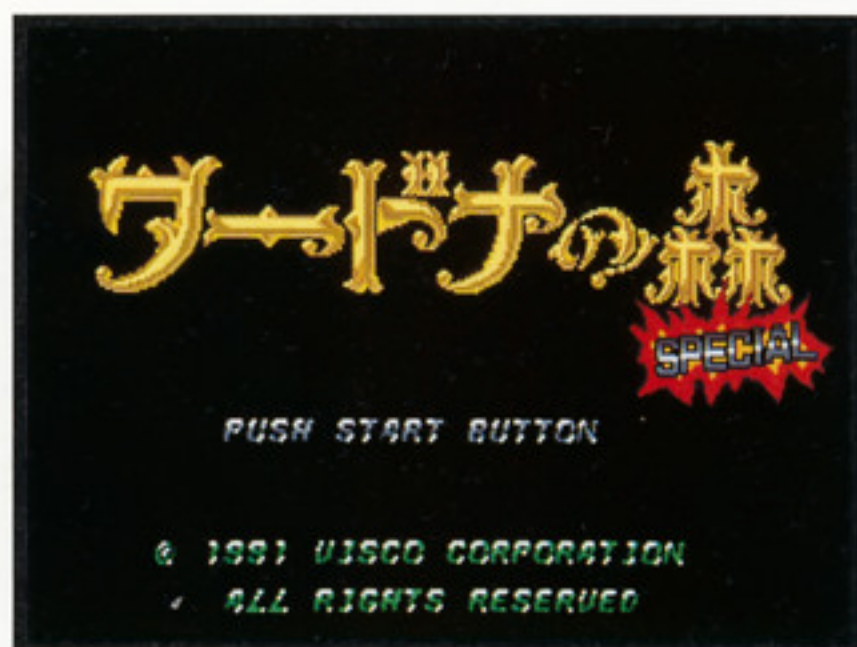 ワードナの森
SPECIAL
PUSH START BUTTON
© 1991 VISCO CORPORATION
ALL RIGHTS RESERVED